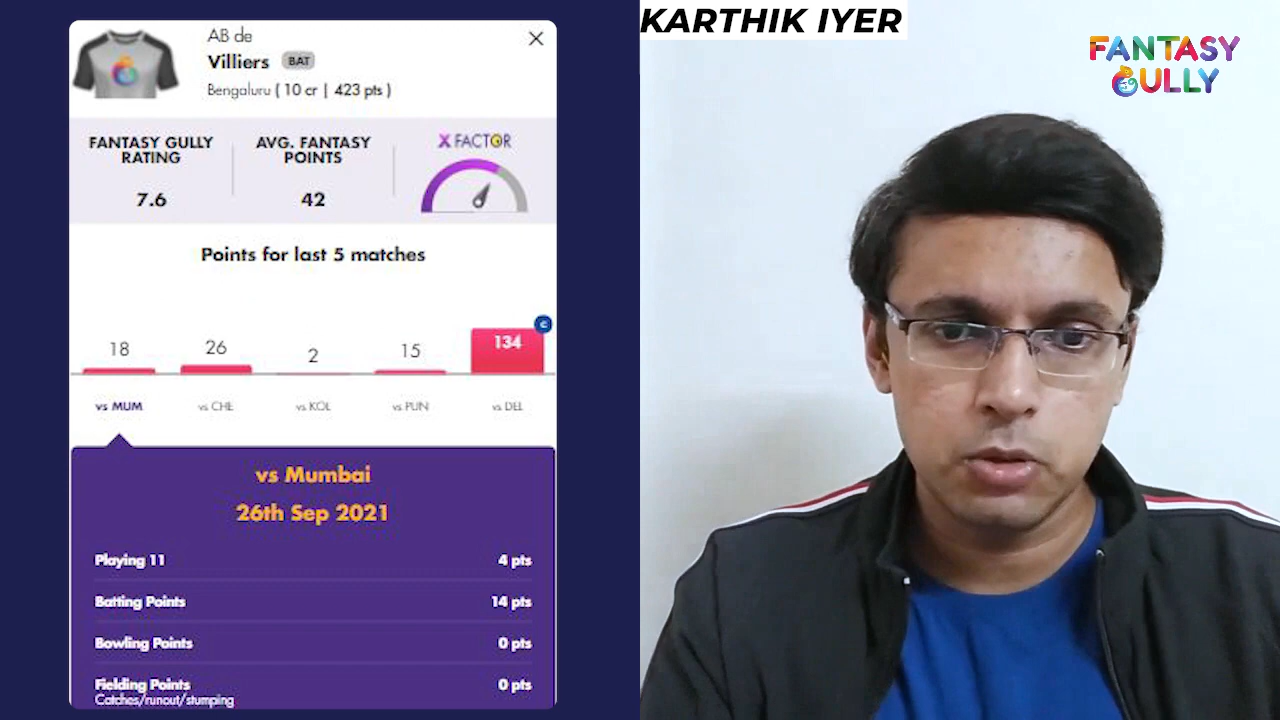 AB de
Villiers BAT
Bengaluru ( 10 cr | 423 pts )
FANTASY GULLY
RATING
7.6
AVG. FANTASY
POINTS
42
X FACTOR
Points for last 5 matches
18
26
2
15
134
C
vs MUM
vs CHE
vs KOL
vs PUN
vs DEL
vs Mumbai
26th Sep 2021
Playing 11 4 pts
Batting Points 14 pts
Bowling Points 0 pts
Fielding Points 0 pts
Catches/runout/stumping
KARTHIK IYER
FANTASY
GULLY